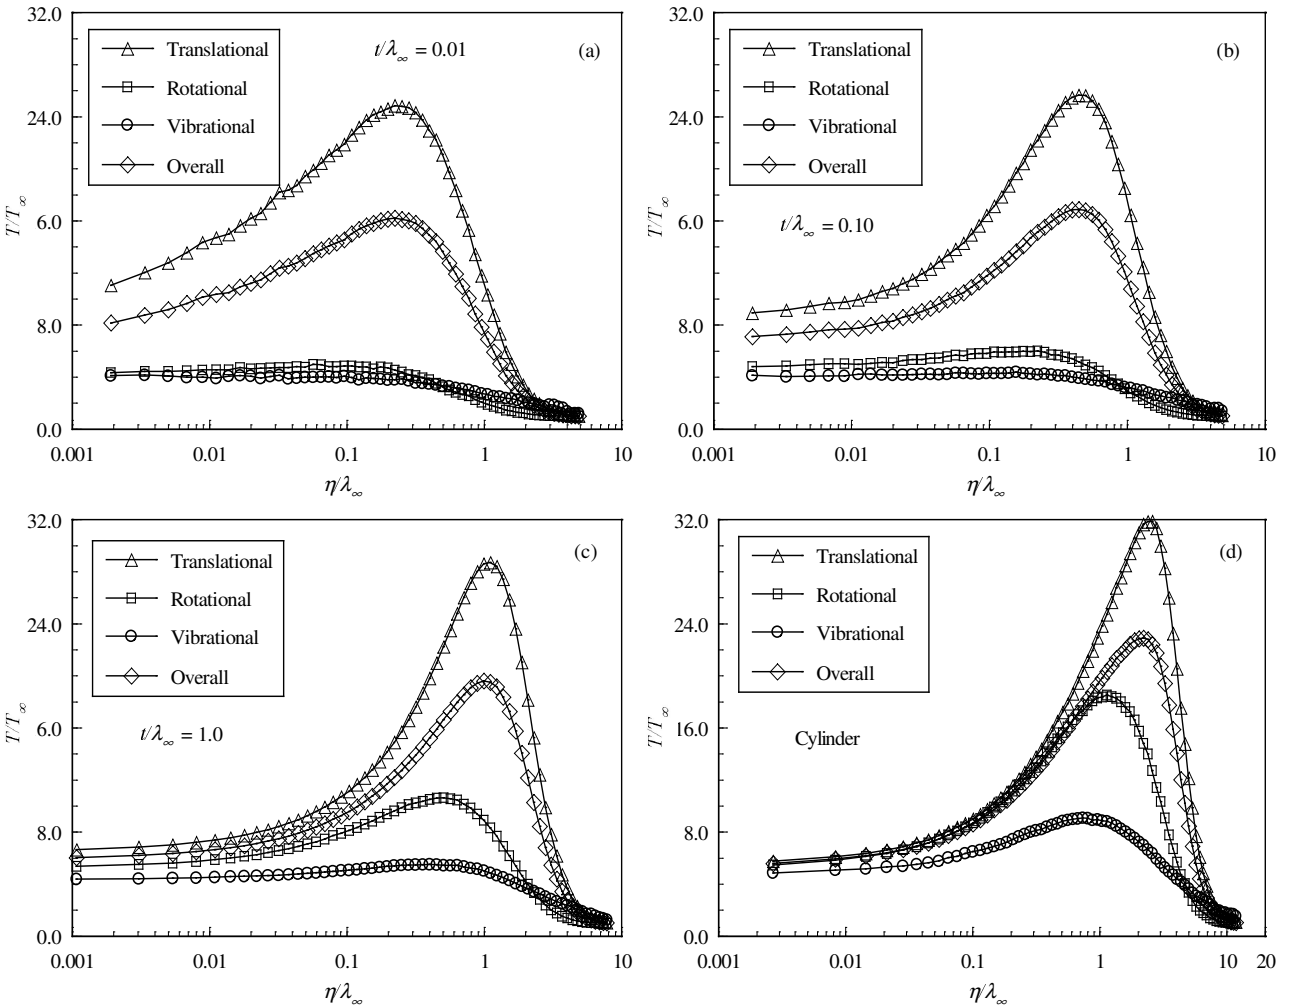 32.0
24.0
6.0
8.0
0.0
T/T∞
Translational
Rotational
Vibrational
Overall
t/λ∞ = 0.01
(a)
0.001 0.01 0.1 1 10
η/λ∞
32.0
24.0
6.0
8.0
0.0
T/T∞
Translational
Rotational
Vibrational
Overall
t/λ∞ = 0.10
(b)
0.001 0.01 0.1 1 10
η/λ∞
32.0
24.0
6.0
8.0
0.0
T/T∞
Translational
Rotational
Vibrational
Overall
t/λ∞ = 1.0
(c)
0.001 0.01 0.1 1 10
η/λ∞
32.0
24.0
16.0
8.0
0.0
T/T∞
Translational
Rotational
Vibrational
Overall
Cylinder
(d)
0.001 0.01 0.1 1 10 20
η/λ∞